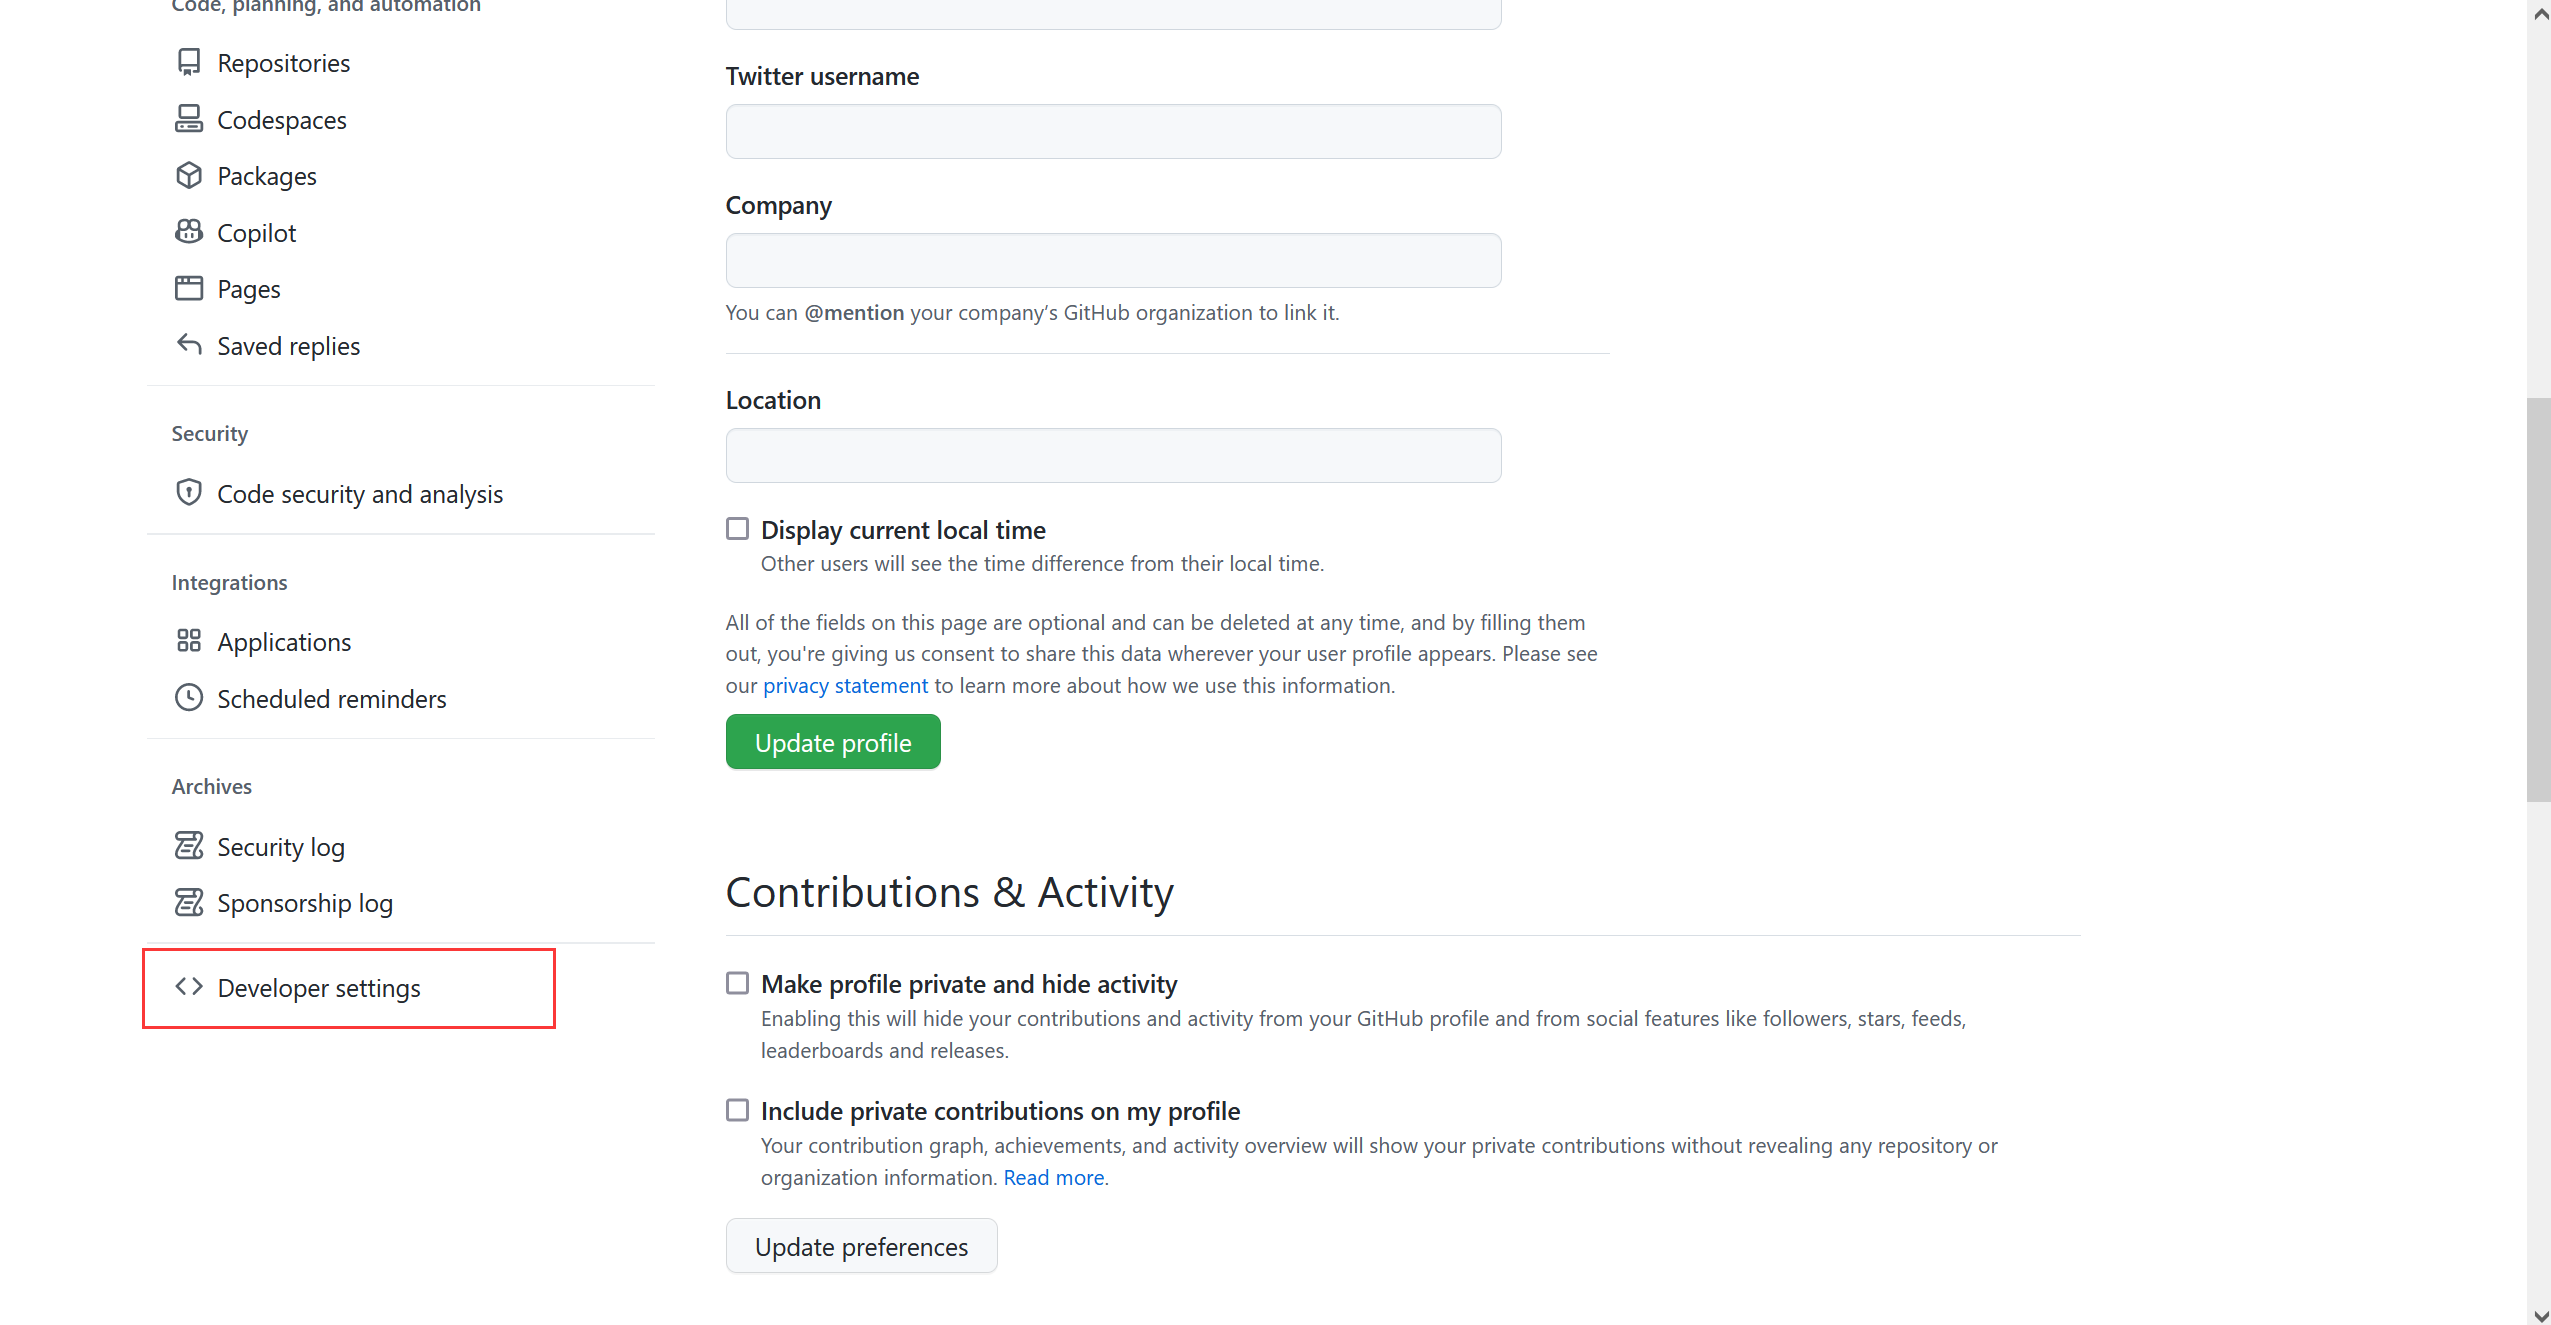 Code, planning, and automation
Repositories
Codespaces
Packages
Copilot
Pages
Saved replies
Security
Code security and analysis
Integrations
Applications
Scheduled reminders
Archives
Security log
Sponsorship log
Developer settings
Twitter username
Company
You can @mention your company’s GitHub organization to link it.
Location
Display current local time
Other users will see the time difference from their local time.
All of the fields on this page are optional and can be deleted at any time, and by filling them
out, you're giving us consent to share this data wherever your user profile appears. Please see
our privacy statement to learn more about how we use this information.
Update profile
Contributions & Activity
Make profile private and hide activity
Enabling this will hide your contributions and activity from your GitHub profile and from social features like followers, stars, feeds,
leaderboards and releases.
Include private contributions on my profile
Your contribution graph, achievements, and activity overview will show your private contributions without revealing any repository or
organization information. Read more.
Update preferences